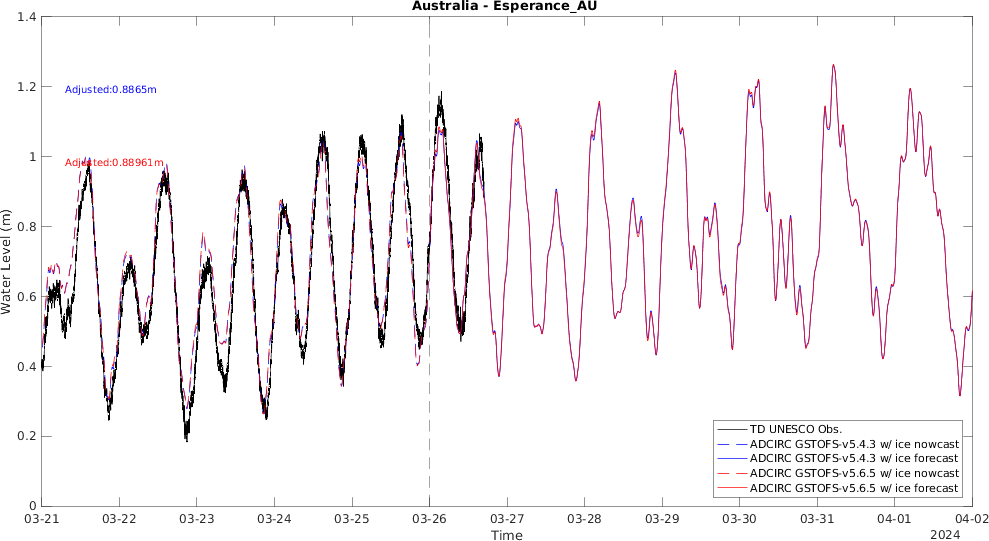 Australia - Esperance_AU
1.4
1.2
1
0.8
0.6
0.4
0.2
0
Water Level (m)
Adjusted:0.8865m
Adjusted:0.88961m
TD UNESCO Obs.
ADCIRC GSTOFS-v5.4.3 w/ ice nowcast
ADCIRC GSTOFS-v5.4.3 w/ ice forecast
ADCIRC GSTOFS-v5.6.5 w/ ice nowcast
ADCIRC GSTOFS-v5.6.5 w/ ice forecast
03-21 03-22 03-23 03-24 03-25 03-26 03-27 03-28 03-29 03-30 03-31 04-01 04-02
Time
2024